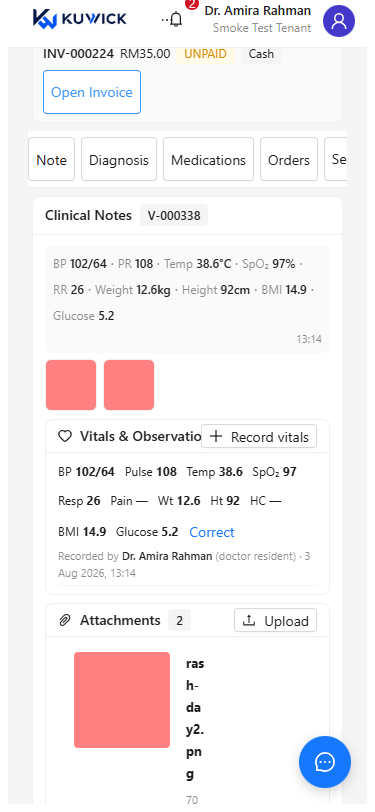 KUWICK
2
Dr. Amira Rahman
Smoke Test Tenant
INV-000224 RM35.00 UNPAID Cash
Open Invoice
Note Diagnosis Medications Orders Se
Clinical Notes V-000338
BP 102/64 · PR 108 · Temp 38.6°C · SpO₂ 97% ·
RR 26 · Weight 12.6kg · Height 92cm · BMI 14.9 ·
Glucose 5.2
13:14
Vitals & Observatio Record vitals
BP 102/64 Pulse 108 Temp 38.6 SpO₂ 97
Resp 26 Pain — Wt 12.6 Ht 92 HC —
BMI 14.9 Glucose 5.2 Correct
Recorded by Dr. Amira Rahman (doctor resident) · 3
Aug 2026, 13:14
Attachments 2 Upload
ras
h-
da
y2.
pn
g
70